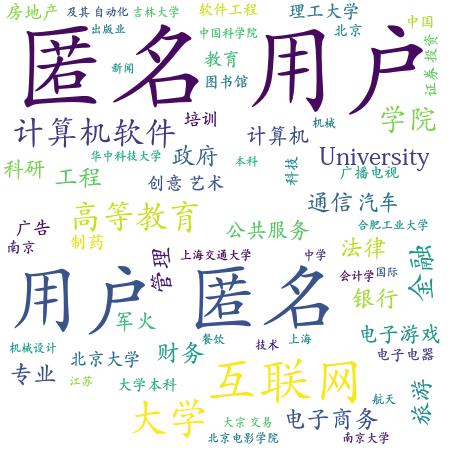 房地产 及其 自动化 吉林大学 软件工程 理工大学 中国
出版业 中国科学院 北京
匿名用户
新闻 教育 图书馆 证券 投资
计算机软件 培训 计算机 机械 学院
华中科技大学 政府 本科 科技 University
科研 工程 创意 艺术 广播电视
高等教育 通信 汽车
广告 制药 公共服务 合肥工业大学
南京 管理 上海交通大学 中学 法律 金融
用户匿名 会计学 国际
军火 银行
机械设计 餐饮 技术 上海 电子游戏
专业 北京大学 财务 电子电器
江苏 大学本科 互联网 航天 旅游
大学 大宗 交易 电子商务
北京电影学院 南京大学